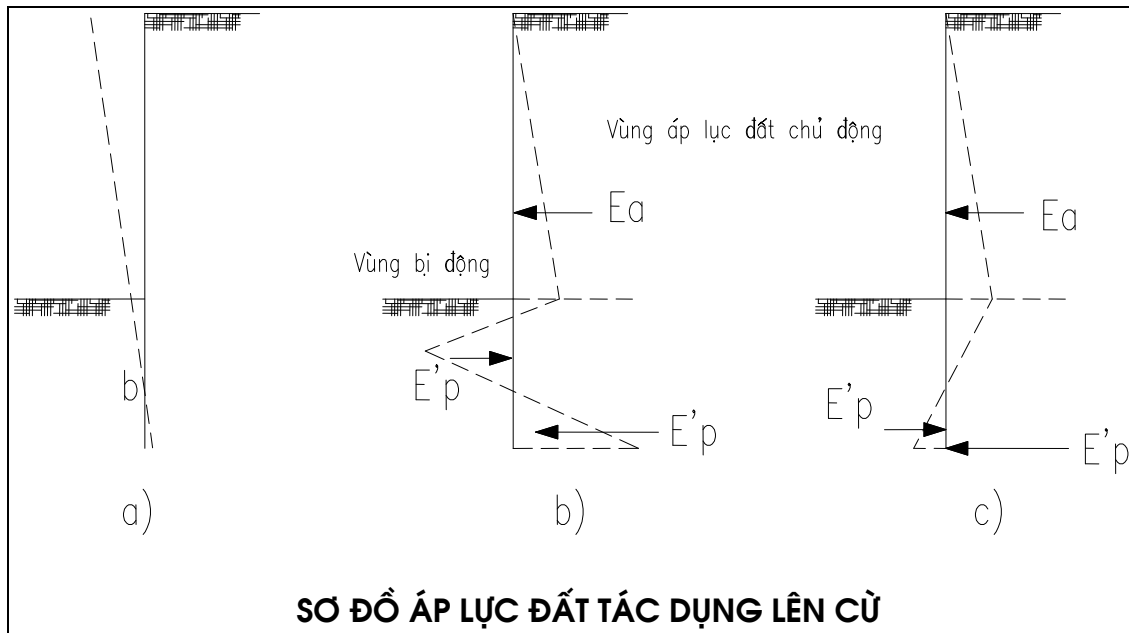 Vùng áp lực đất chủ động
Ea
Ea
Vùng bị động
b
E'p
E'p
E'p
E'p
a)
b)
c)
SƠ ĐỒ ÁP LỰC ĐẤT TÁC DỤNG LÊN CỪ